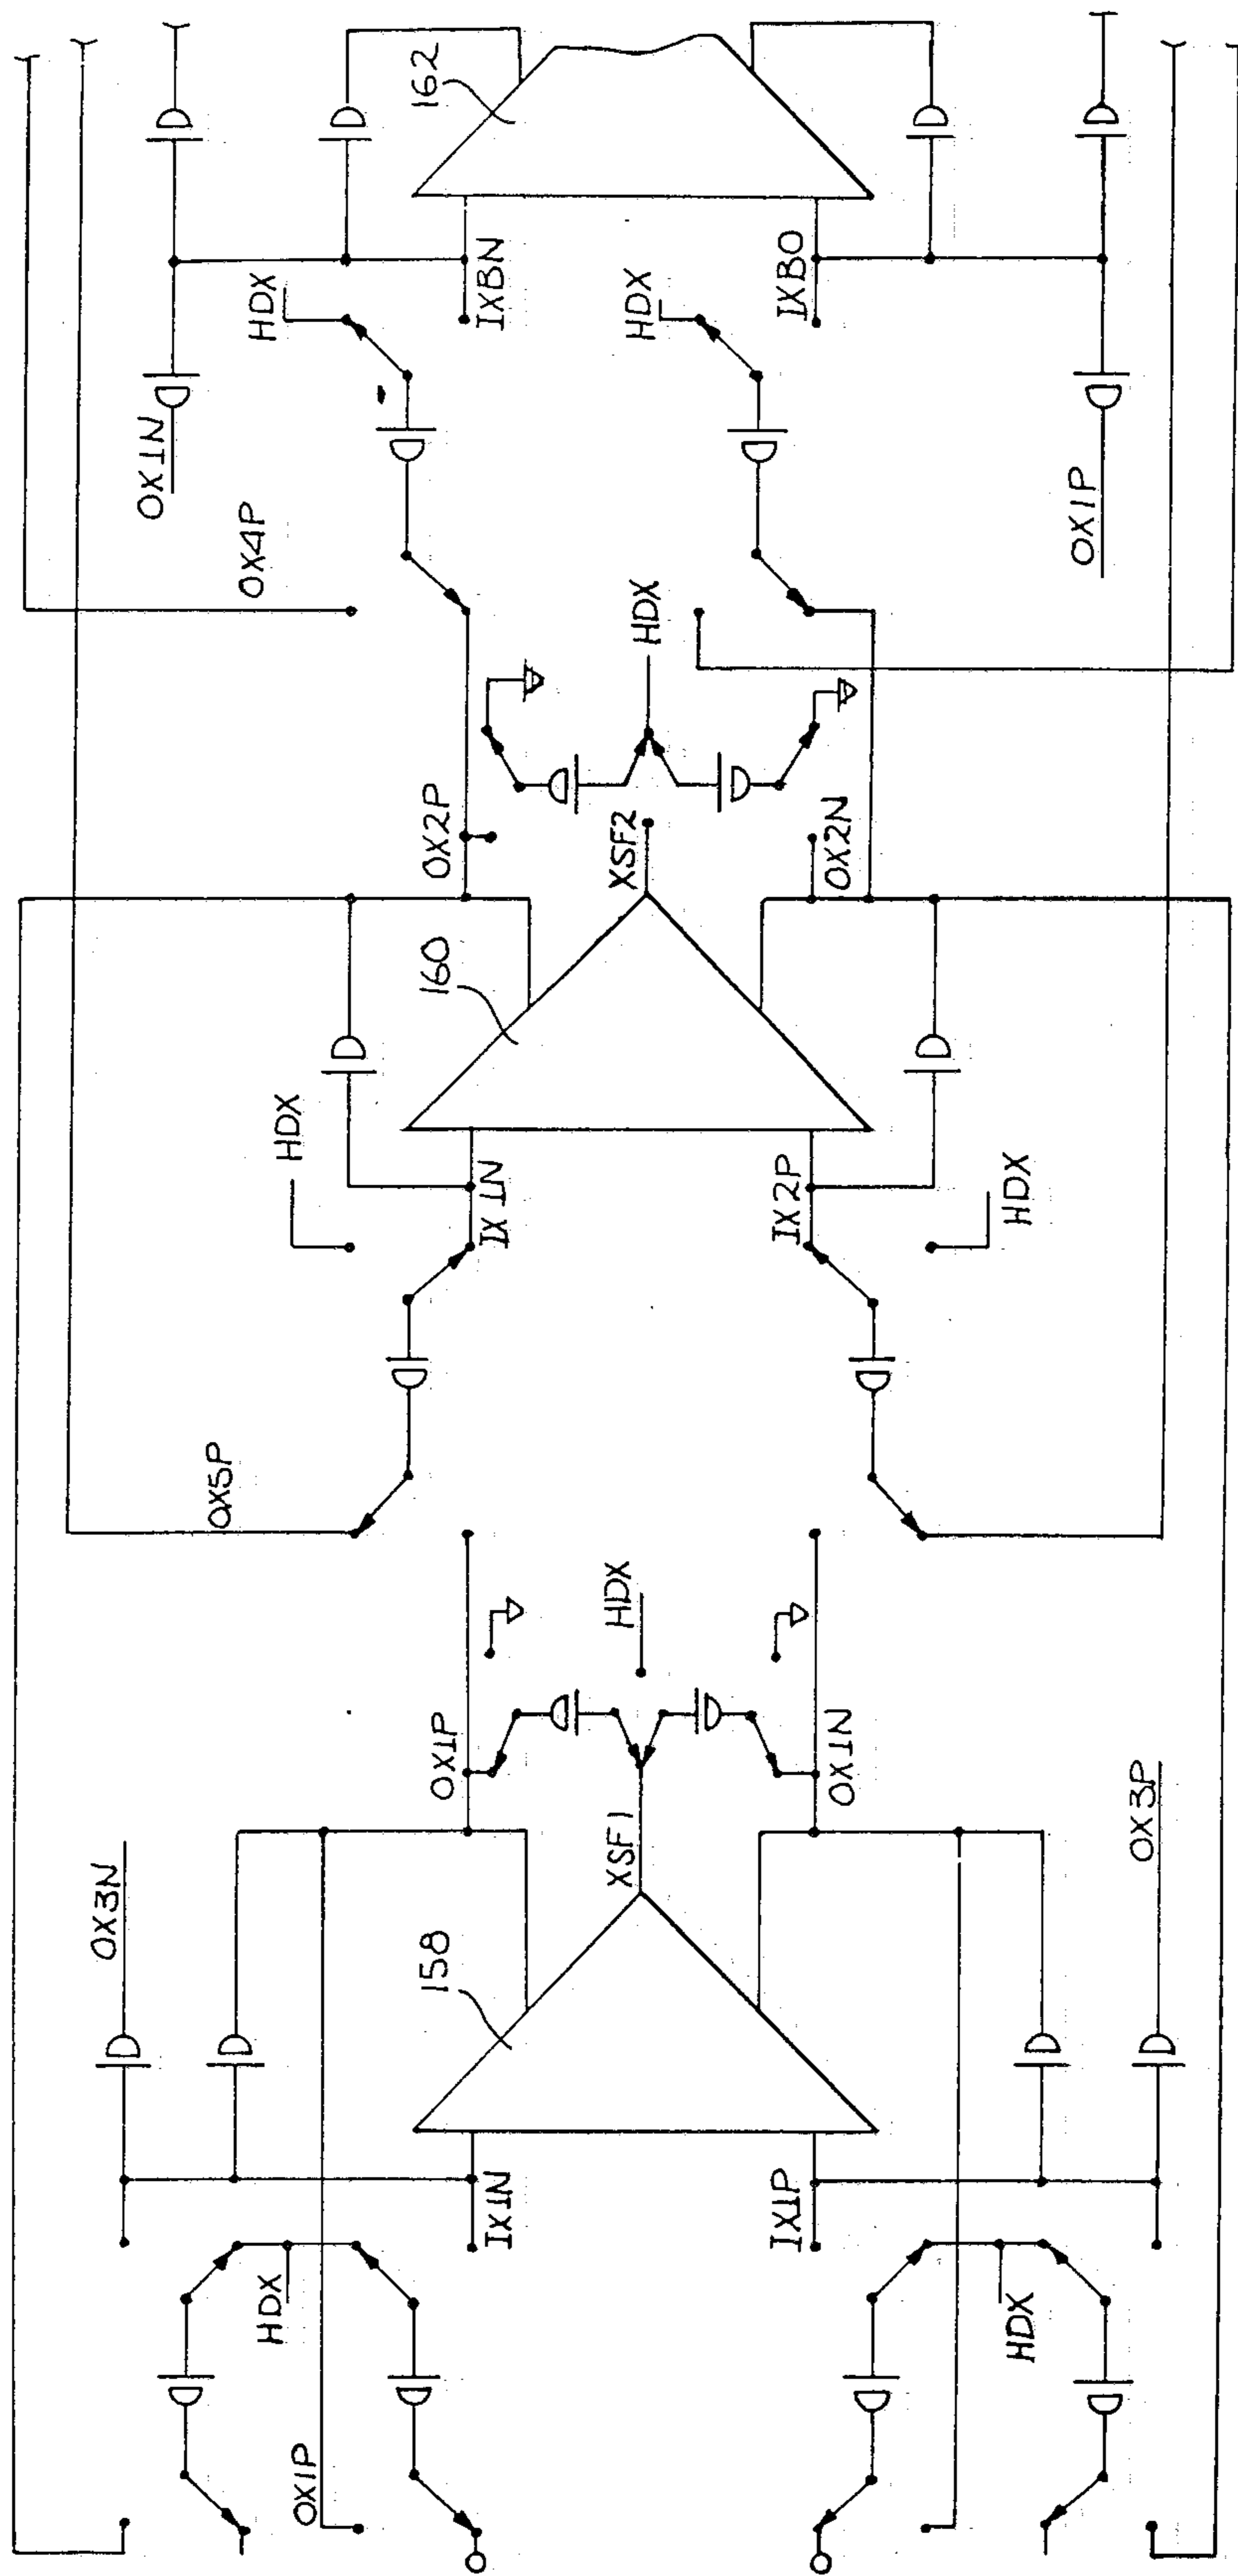 OX3N
OX1N
OX5P
OX4P
HDX
HDX
HDX
OX1P
158
160
162
OX1P
OX2P
IX1N
IX1N
IXBN
XSF1
HDX
XSF2
HDX
HDX
IX1P
IX2P
IXBO
OX1N
OX2N
HDX
HDX
OX1P
OX3P